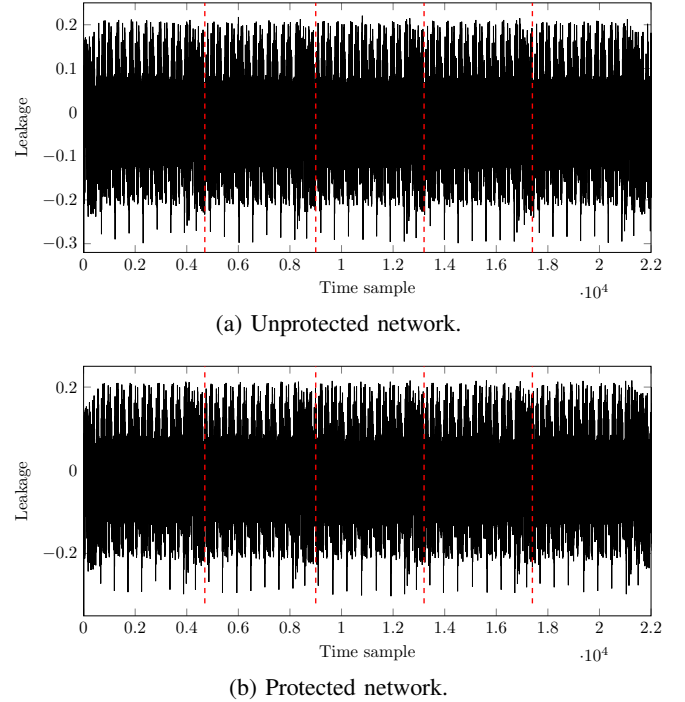 0.2
0.1
0
−0.1
−0.2
−0.3
Leakage
0 0.2 0.4 0.6 0.8 1 1.2 1.4 1.6 1.8 2 2.2
Time sample
·10⁴
(a) Unprotected network.
0.2
0
−0.2
Leakage
0 0.2 0.4 0.6 0.8 1 1.2 1.4 1.6 1.8 2 2.2
Time sample
·10⁴
(b) Protected network.